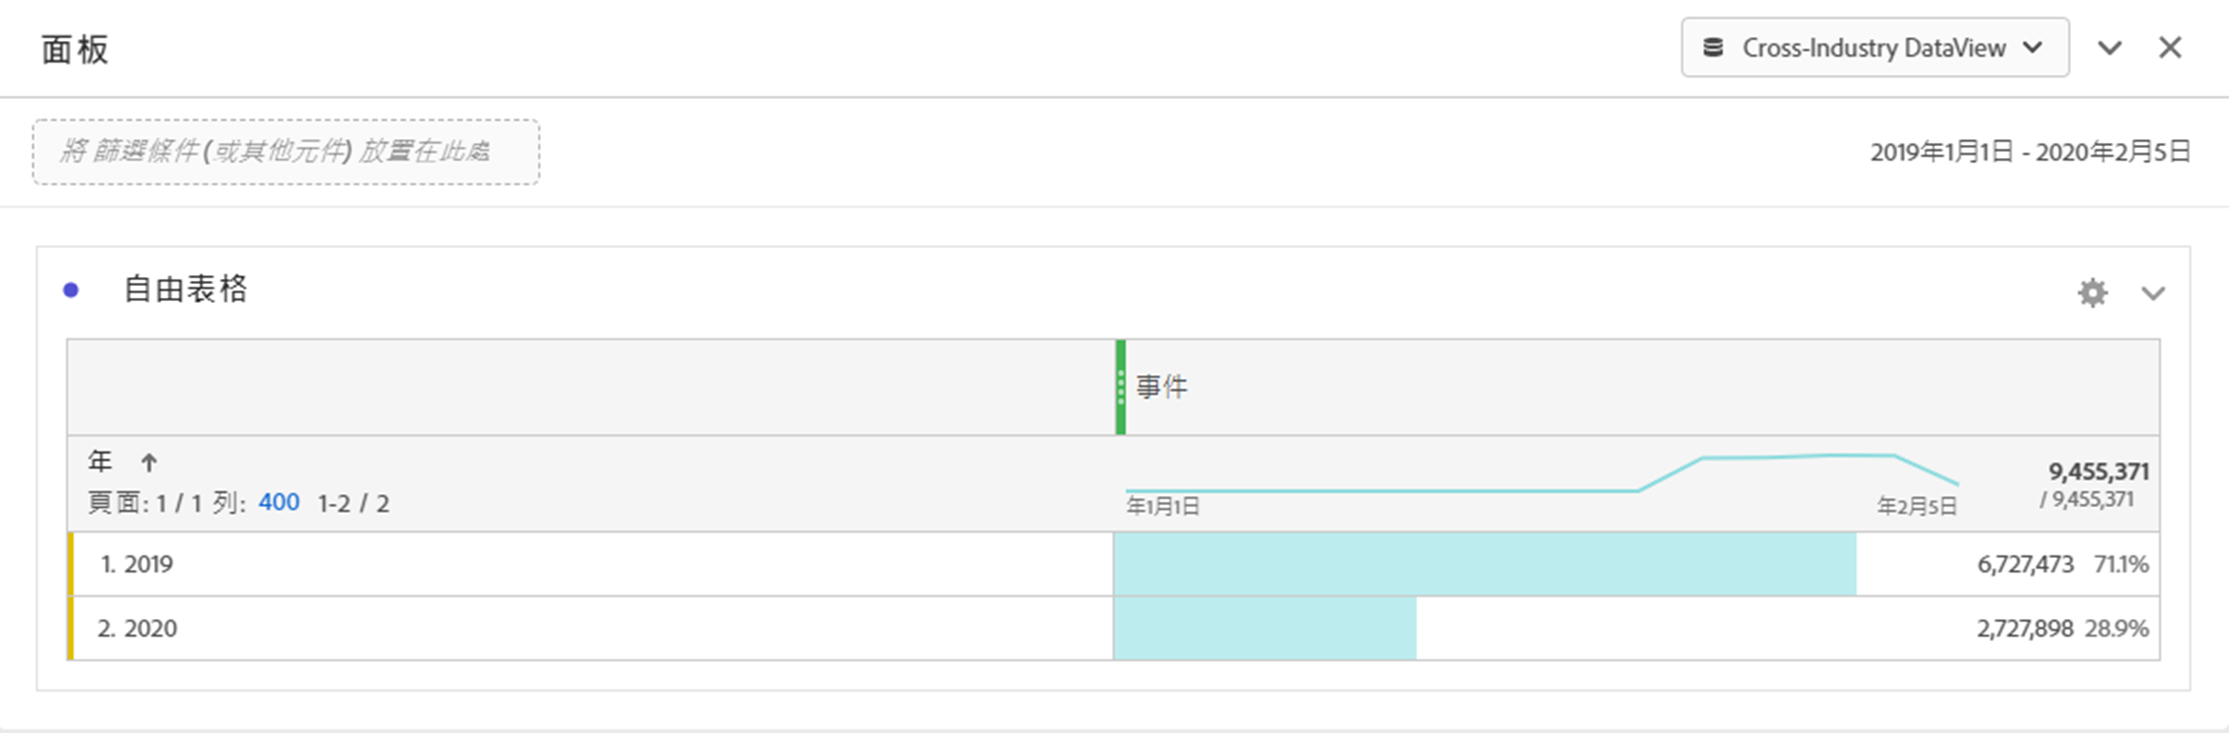 面板
Cross-Industry DataView
將 篩選條件 (或其他元件) 放置在此處
2019年1月1日 - 2020年2月5日
自由表格
事件
年
頁面: 1 / 1 列: 400 1-2 / 2
年1月1日
年2月5日
9,455,371
/ 9,455,371
1. 2019
6,727,473 71.1%
2. 2020
2,727,898 28.9%